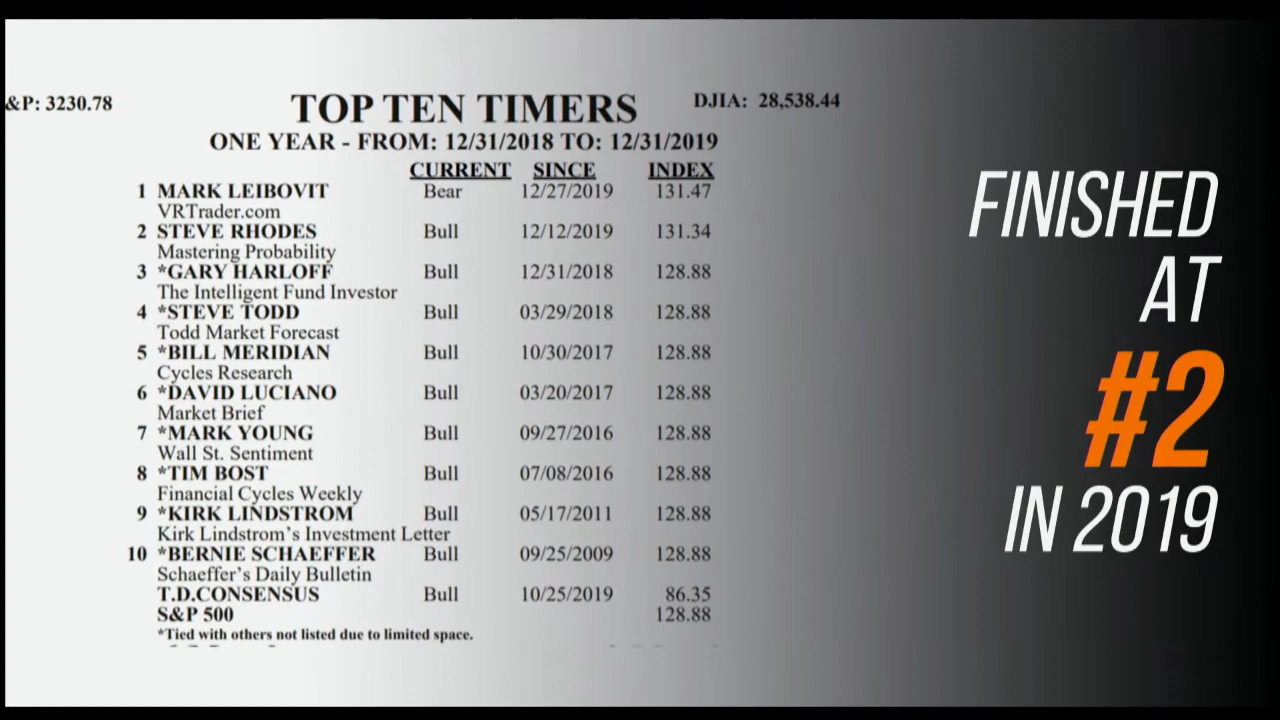 &P: 3230.78
TOP TEN TIMERS
DJIA: 28,538.44
ONE YEAR - FROM: 12/31/2018 TO: 12/31/2019
CURRENT SINCE INDEX
1 MARK LEIBOVIT Bear 12/27/2019 131.47
VRTrader.com
2 STEVE RHODES Bull 12/12/2019 131.34
Mastering Probability
3 *GARY HARLOFF Bull 12/31/2018 128.88
The Intelligent Fund Investor
4 *STEVE TODD Bull 03/29/2018 128.88
Todd Market Forecast
5 *BILL MERIDIAN Bull 10/30/2017 128.88
Cycles Research
6 *DAVID LUCIANO Bull 03/20/2017 128.88
Market Brief
7 *MARK YOUNG Bull 09/27/2016 128.88
Wall St. Sentiment
8 *TIM BOST Bull 07/08/2016 128.88
Financial Cycles Weekly
9 *KIRK LINDSTROM Bull 05/17/2011 128.88
Kirk Lindstrom's Investment Letter
10 *BERNIE SCHAEFFER Bull 09/25/2009 128.88
Schaeffer's Daily Bulletin
T.D.CONSENSUS Bull 10/25/2019 86.35
S&P 500 128.88
*Tied with others not listed due to limited space.
FINISHED
AT
#2
IN 2019